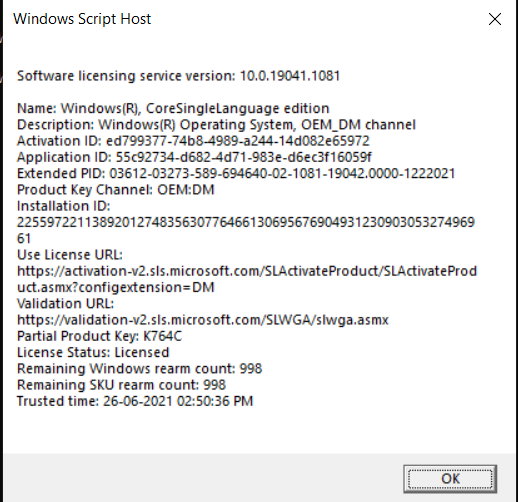 Windows Script Host
Software licensing service version: 10.0.19041.1081
Name: Windows(R), CoreSingleLanguage edition
Description: Windows(R) Operating System, OEM_DM channel
Activation ID: ed799377-74b8-4989-a244-14d082e65972
Application ID: 55c92734-d682-4d71-983e-d6ec3f16059f
Extended PID: 03612-03273-589-694640-02-1081-19042.0000-1222021
Product Key Channel: OEM:DM
Installation ID:
2255972211389201274835630776466130695676904931230903053274969
61
Use License URL:
https://activation-v2.sls.microsoft.com/SLActivateProduct/SLActivateProd
uct.asmx?configextension=DM
Validation URL:
https://validation-v2.sls.microsoft.com/SLWGA/slwga.asmx
Partial Product Key: K764C
License Status: Licensed
Remaining Windows rearm count: 998
Remaining SKU rearm count: 998
Trusted time: 26-06-2021 02:50:36 PM
OK